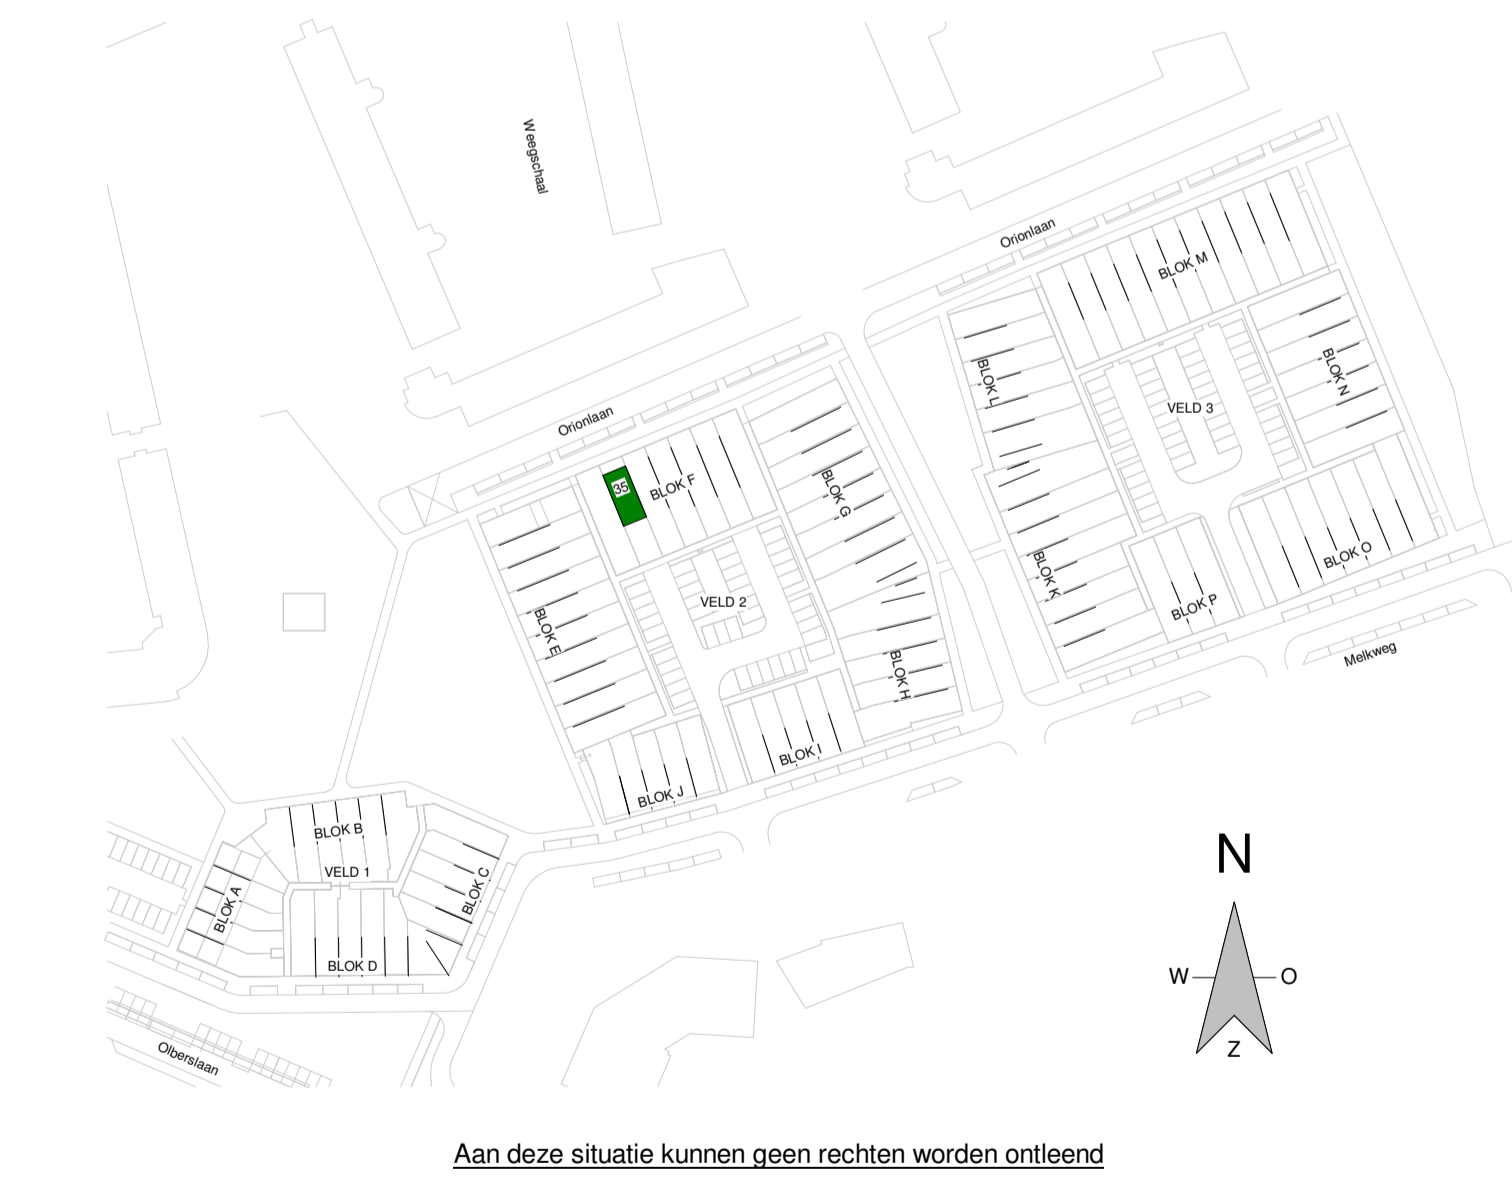 Weegschaal
Orionlaan
BLOK M
BLOK L
BLOK N
VELD 3
Orionlaan
35
BLOK F
BLOK G
BLOK K
BLOK O
BLOK P
VELD 2
BLOK E
BLOK H
Melkweg
BLOK I
BLOK J
BLOK B
VELD 1
BLOK C
BLOK A
BLOK D
Olberslaan
N
W
O
Z
Aan deze situatie kunnen geen rechten worden ontleend